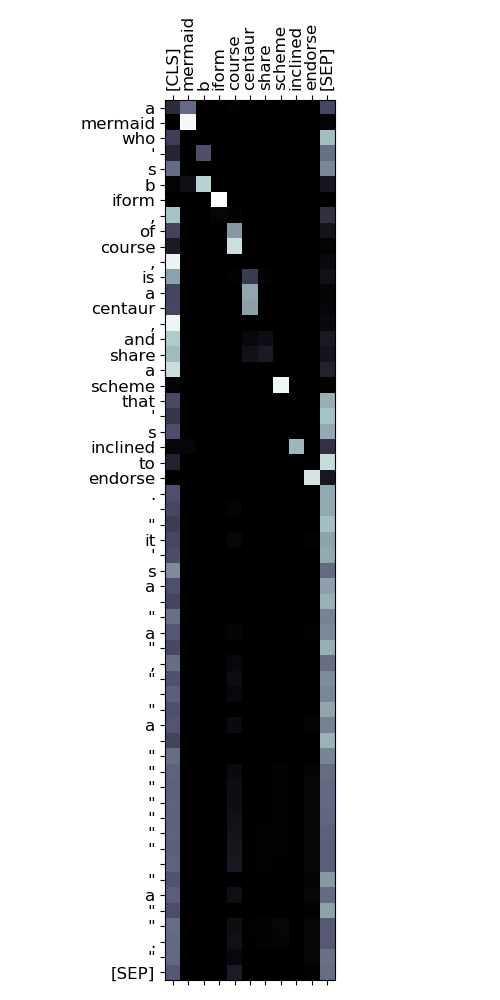 [CLS]
mermaid
b
iform
course
centaur
share
scheme
inclined
endorse
[SEP]
a
mermaid
who
'
s
b
iform
,
of
course
,
is
a
centaur
,
and
share
a
scheme
that
'
s
inclined
to
endorse
.
"
it
'
s
a
"
a
"
,
"
"
a
"
"
"
"
"
"
"
a
"
"
.
"
[SEP]